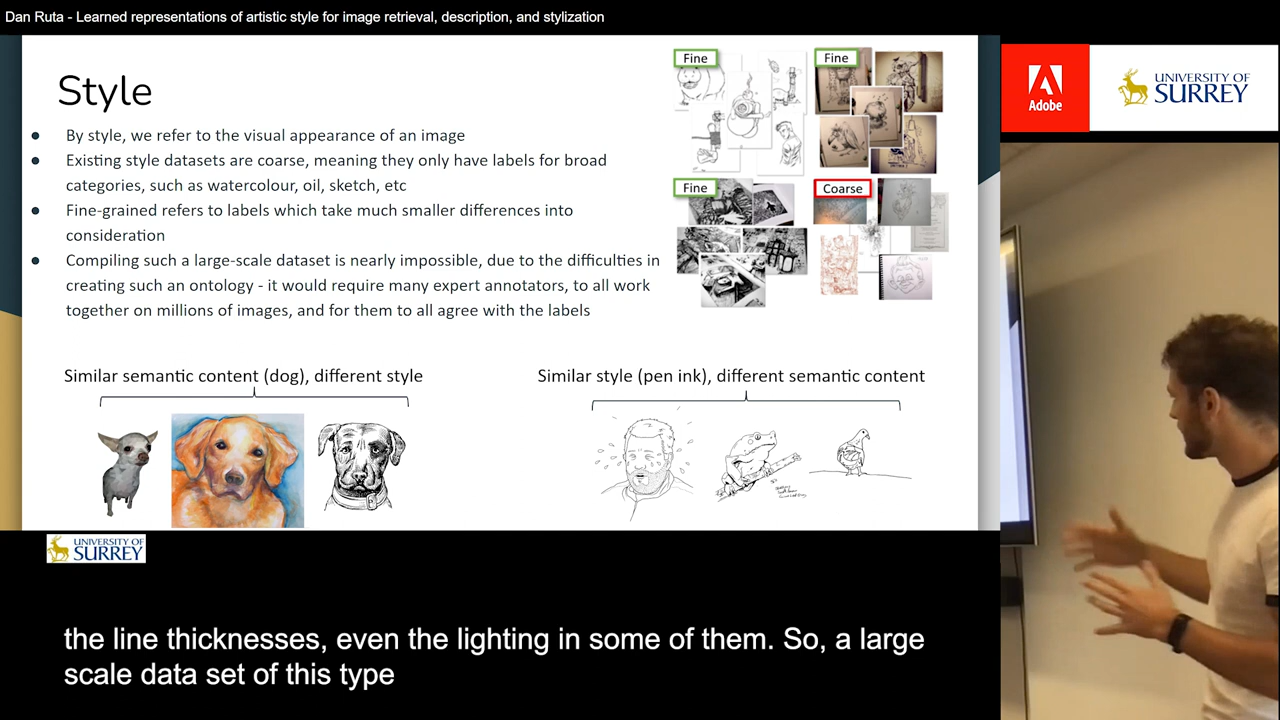 Dan Ruta - Learned representations of artistic style for image retrieval, description, and stylization
Style
● By style, we refer to the visual appearance of an image
● Existing style datasets are coarse, meaning they only have labels for broad
categories, such as watercolour, oil, sketch, etc
● Fine-grained refers to labels which take much smaller differences into
consideration
● Compiling such a large-scale dataset is nearly impossible, due to the difficulties in
creating such an ontology - it would require many expert annotators, to all work
together on millions of images, and for them to all agree with the labels
Fine
Fine
Fine
Coarse
Similar semantic content (dog), different style
Similar style (pen ink), different semantic content
Adobe
UNIVERSITY OF
SURREY
UNIVERSITY OF
SURREY
the line thicknesses, even the lighting in some of them. So, a large
scale data set of this type